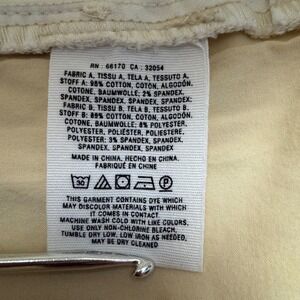 RN : 66170 CA : 32054
FABRIC A, TISSU A, TELA A, TESSUTO A,
STOFF A: 98% COTTON, COTON, ALGODÓN,
COTONE, BAUMWOLLE: 2% SPANDEX,
SPANDEX, SPANDEX, SPANDEX, SPANDEX
FABRIC B, TISSU B, TELA B, TESSUTO B,
STOFF B: 89% COTTON, COTON, ALGODÓN,
COTONE, BAUMWOLLE: 8% POLYESTER,
POLYESTER, POLIÉSTER, POLIESTERE,
POLYESTER: 3% SPANDEX, SPANDEX,
SPANDEX, SPANDEX, SPANDEX
MADE IN CHINA, HECHO EN CHINA,
FABRIQUÉ EN CHINE
30
THIS GARMENT CONTAINS DYE WHICH
MAY DISCOLOR MATERIALS WITH WHICH
IT COMES IN CONTACT
MACHINE WASH COLD WITH LIKE COLORS.
USE ONLY NON-CHLORINE BLEACH.
TUMBLE DRY LOW. LOW IRON AS NEEDED,
MAY BE DRY CLEANED